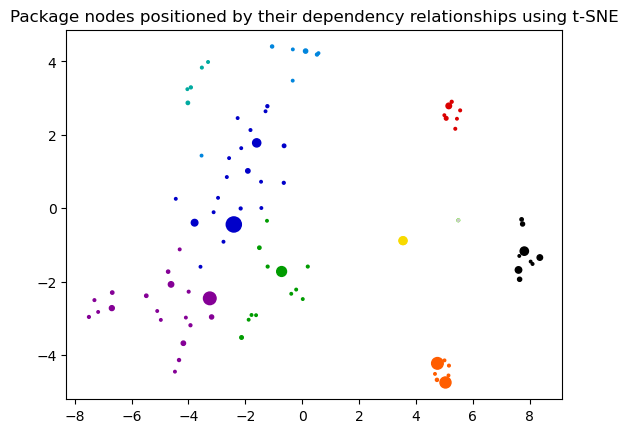 Package nodes positioned by their dependency relationships using t-SNE
4
2
0
−2
−4
−8 −6 −4 −2 0 2 4 6 8